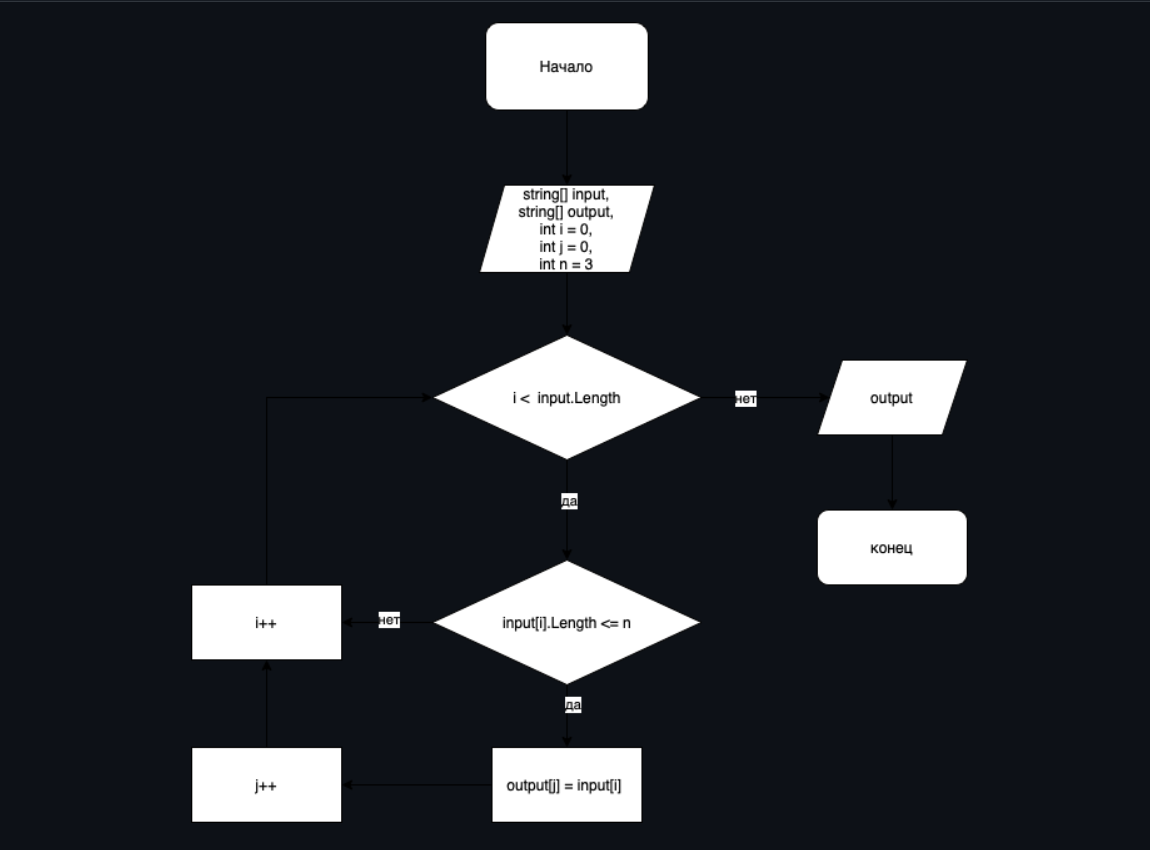 Начало
string[] input,
string[] output,
int i = 0,
int j = 0,
int n = 3
i <  input.Length
нет
output
да
конец
i++
нет
input[i].Length <= n
да
j++
output[j] = input[i]